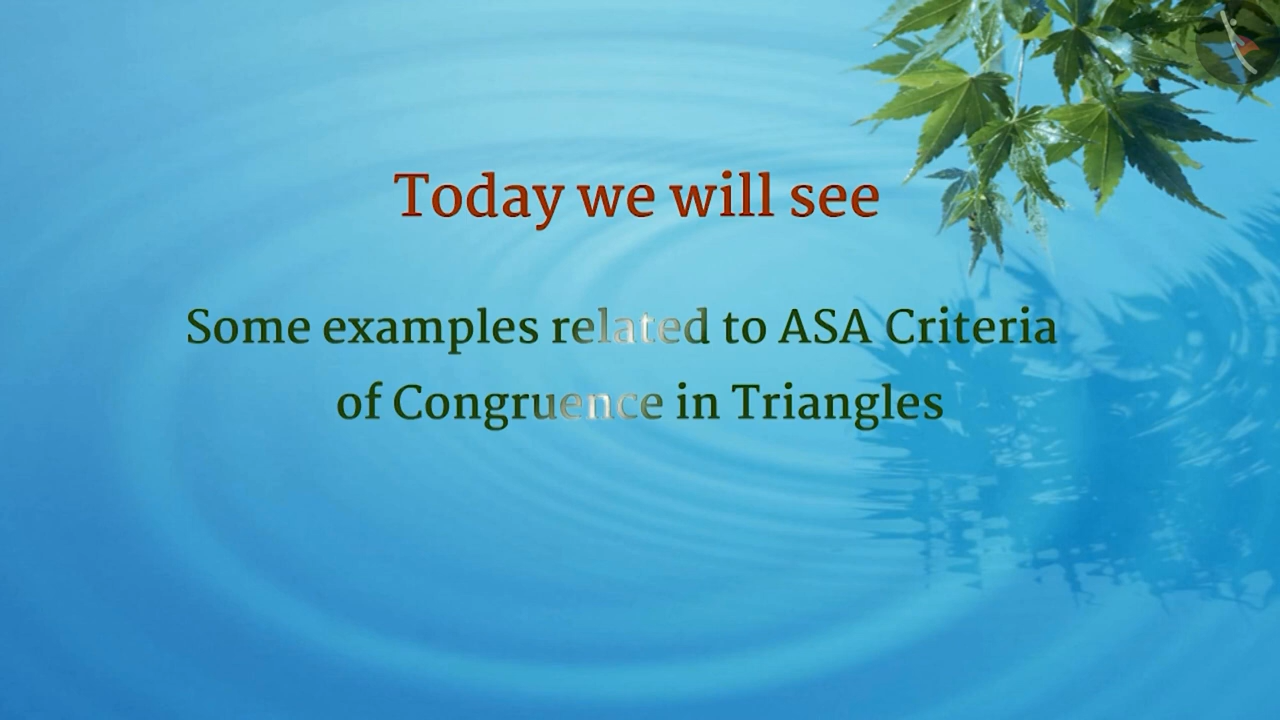 Today we will see
Some examples related to ASA Criteria
of Congruence in Triangles